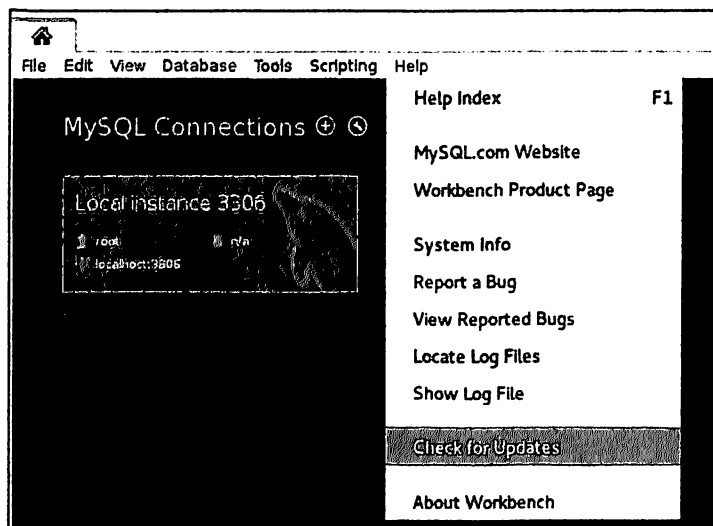 File Edit View Database Tools Scripting Help
MySQL Connections
Local instance 3306
root n/a
localhost:3306
Help Index F1
MySQL.com Website
Workbench Product Page
System Info
Report a Bug
View Reported Bugs
Locate Log Files
Show Log File
Check for Updates
About Workbench